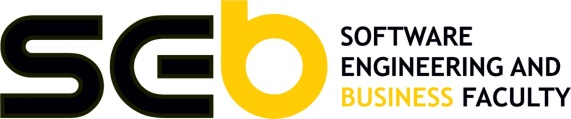 SEb
SOFTWARE
ENGINEERING AND
BUSINESS FACULTY